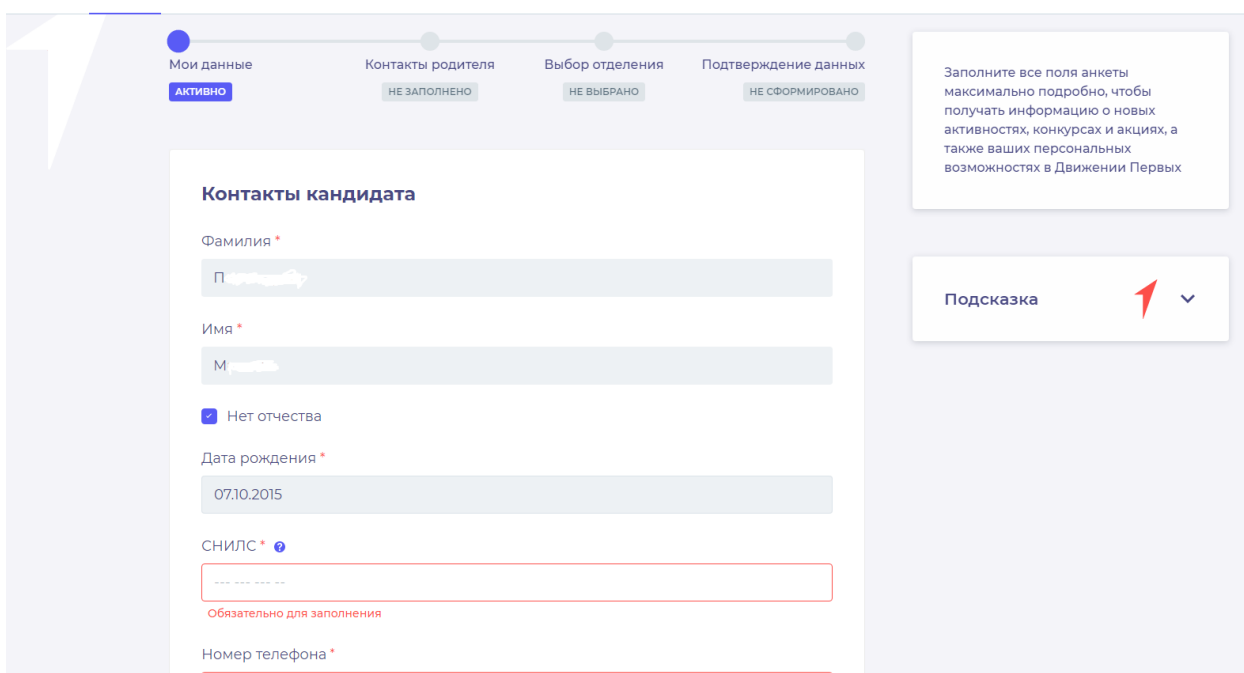 Мои данные
Контакты родителя
Выбор отделения
Подтверждение данных
АКТИВНО
НЕ ЗАПОЛНЕНО
НЕ ВЫБРАНО
НЕ СФОРМИРОВАНО
Контакты кандидата
Фамилия *
П
Имя *
М
Нет отчества
Дата рождения *
07.10.2015
СНИЛС * ?
--- --- --- --
Обязательно для заполнения
Номер телефона *
Заполните все поля анкеты
максимально подробно, чтобы
получать информацию о новых
активностях, конкурсах и акциях, а
также ваших персональных
возможностях в Движении Первых
Подсказка